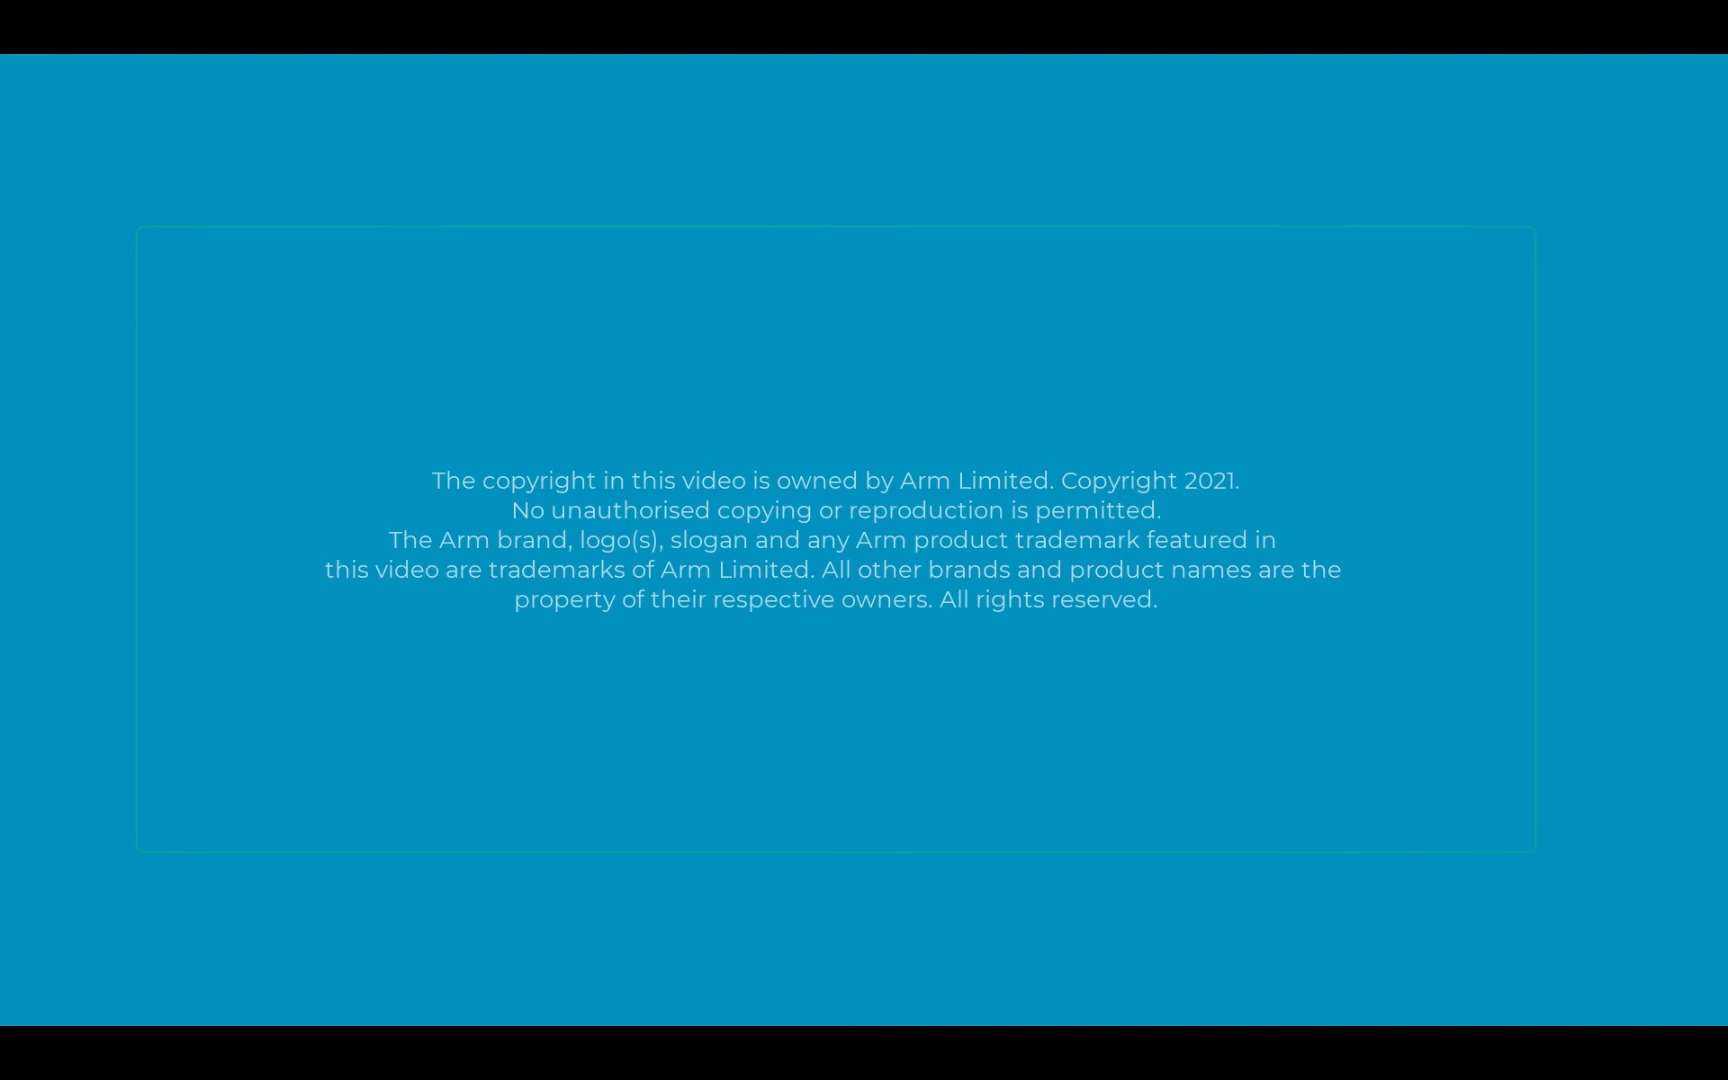 The copyright in this video is owned by Arm Limited. Copyright 2021.
No unauthorised copying or reproduction is permitted.
The Arm brand, logo(s), slogan and any Arm product trademark featured in
this video are trademarks of Arm Limited. All other brands and product names are the
property of their respective owners. All rights reserved.